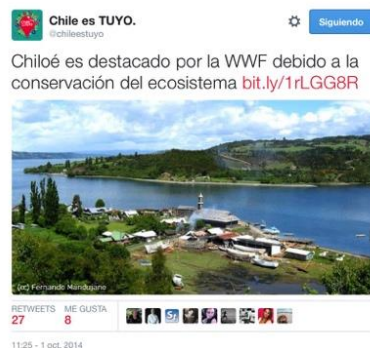 Chile es TUYO.
@chileestuyo
Siguiendo
Chiloé es destacado por la WWF debido a la
conservación del ecosistema bit.ly/1rLGG8R
(cc) Fernando Mandujano
RETWEETS ME GUSTA
27 8
11:25 - 1 oct. 2014